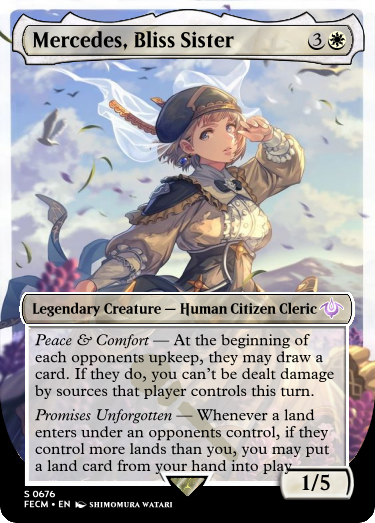 Mercedes, Bliss Sister 3
Legendary Creature — Human Citizen Cleric
Peace & Comfort — At the beginning of
each opponents upkeep, they may draw a
card. If they do, you can't be dealt damage
by sources that player controls this turn.
Promises Unforgotten — Whenever a land
enters under an opponents control, if they
control more lands than you, you may put
a land card from your hand into play
1/5
S 0676
FECM • EN SHIMOMURA WATARI